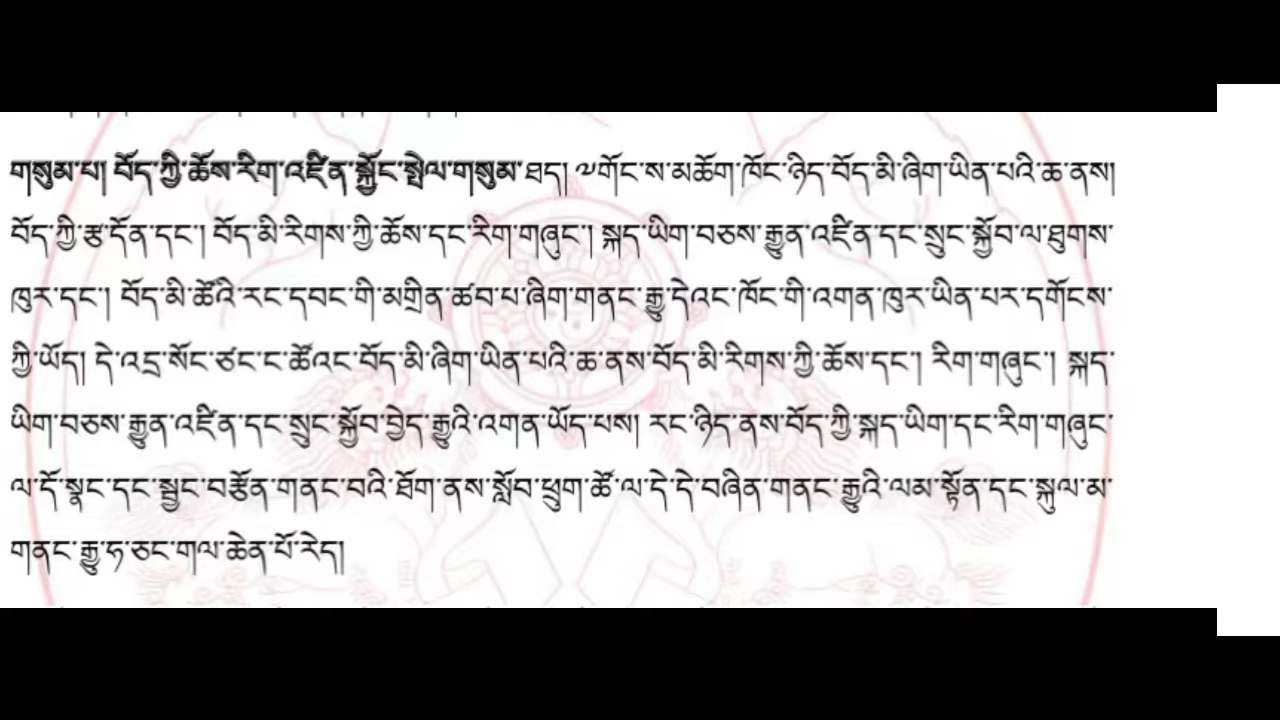 གསུམ་པ། བོད་ཀྱི་ཆོས་རིག་འཛིན་སྐྱོང་སྤེལ་གསུམ་ཐད། ༧གོང་ས་མཆོག་ཁོང་ཉིད་བོད་མི་ཞིག་ཡིན་པའི་ཆ་ནས།
བོད་ཀྱི་རྩ་དོན་དང་། བོད་མི་རིགས་ཀྱི་ཆོས་དང་རིག་གཞུང་། སྐད་ཡིག་བཅས་རྒྱུན་འཛིན་དང་སྲུང་སྐྱོབ་ལ་ཐུགས་
ཁུར་དང་། བོད་མི་ཚོའི་རང་དབང་གི་མགྲིན་ཚབ་པ་ཞིག་གནང་རྒྱུ་དེའང་ཁོང་གི་འགན་ཁུར་ཡིན་པར་དགོངས་
ཀྱི་ཡོད། དེ་འདྲ་སོང་ཙང་ང་ཚོའང་བོད་མི་ཞིག་ཡིན་པའི་ཆ་ནས་བོད་མི་རིགས་ཀྱི་ཆོས་དང་། རིག་གཞུང་། སྐད་
ཡིག་བཅས་རྒྱུན་འཛིན་དང་སྲུང་སྐྱོབ་བྱེད་རྒྱུའི་འགན་ཡོད་པས། རང་ཉིད་ནས་བོད་ཀྱི་སྐད་ཡིག་དང་རིག་གཞུང་
ལ་དོ་སྣང་དང་སྦྱང་བརྩོན་གནང་བའི་ཐོག་ནས་སློབ་ཕྲུག་ཚོ་ལ་དེ་དེ་བཞིན་གནང་རྒྱུའི་ལམ་སྟོན་དང་སྐུལ་མ་
གནང་རྒྱུ་ཧ་ཅང་གལ་ཆེན་པོ་རེད།